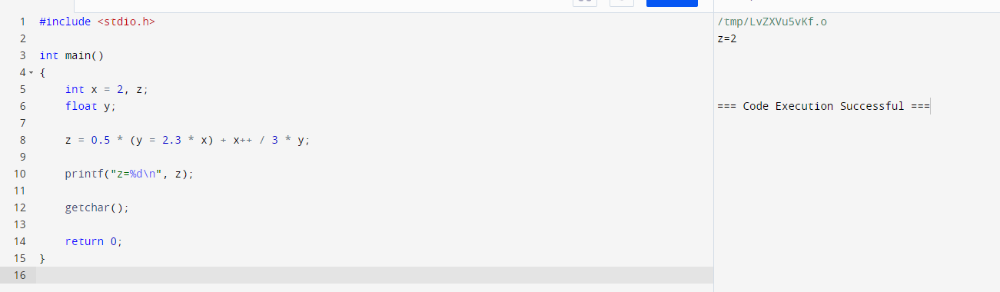 1 #include <stdio.h>
2
3 int main()
4 {
5     int x = 2, z;
6     float y;
7
8     z = 0.5 * (y = 2.3 * x) + x++ / 3 * y;
9
10     printf("z=%d\n", z);
11
12     getchar();
13
14     return 0;
15 }
16
/tmp/LvZXVu5vKf.o
z=2
=== Code Execution Successful ===